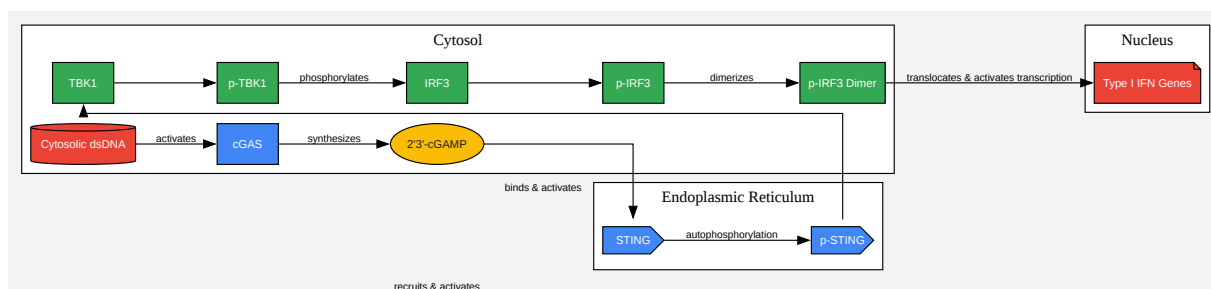 Cytosol
Nucleus
TBK1
p-TBK1
phosphorylates
IRF3
p-IRF3
dimerizes
p-IRF3 Dimer
translocates & activates transcription
Type I IFN Genes
Cytosolic dsDNA
activates
cGAS
synthesizes
2'3'-cGAMP
binds & activates
Endoplasmic Reticulum
STING
autophosphorylation
p-STING
recruits & activates